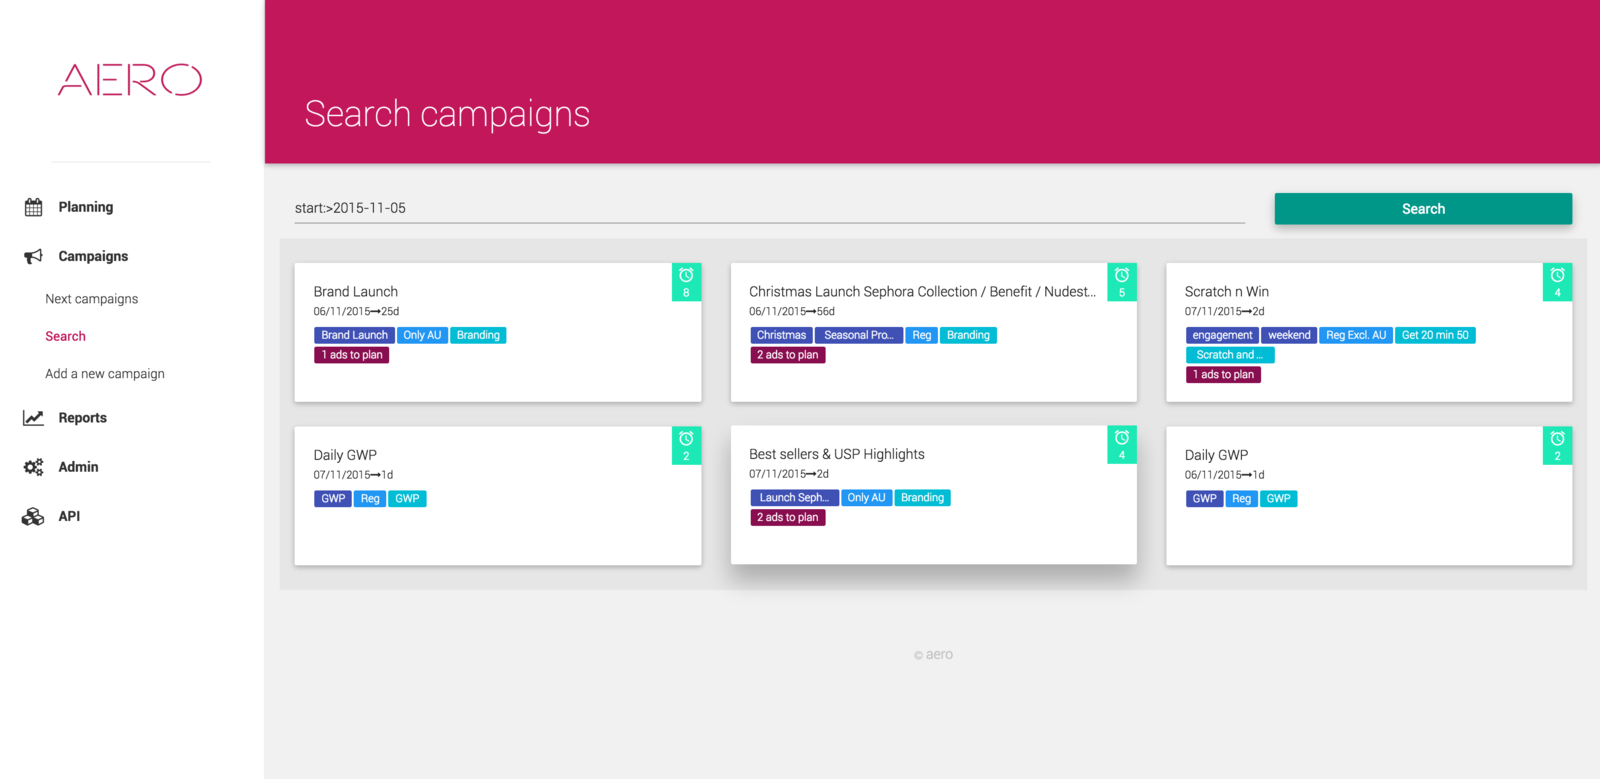 AERO
Search campaigns
Planning
Campaigns
Next campaigns
Search
Add a new campaign
Reports
Admin
API
start:>2015-11-05
Search
Brand Launch
8
06/11/2015→25d
Brand Launch Only AU Branding
1 ads to plan
Christmas Launch Sephora Collection / Benefit / Nudest...
5
06/11/2015→56d
Christmas Seasonal Pro... Reg Branding
2 ads to plan
Scratch n Win
4
07/11/2015→2d
engagement weekend Reg Excl. AU Get 20 min 50
Scratch and ...
1 ads to plan
Daily GWP
2
07/11/2015→1d
GWP Reg GWP
Best sellers & USP Highlights
4
07/11/2015→2d
Launch Seph... Only AU Branding
2 ads to plan
Daily GWP
2
06/11/2015→1d
GWP Reg GWP
© aero